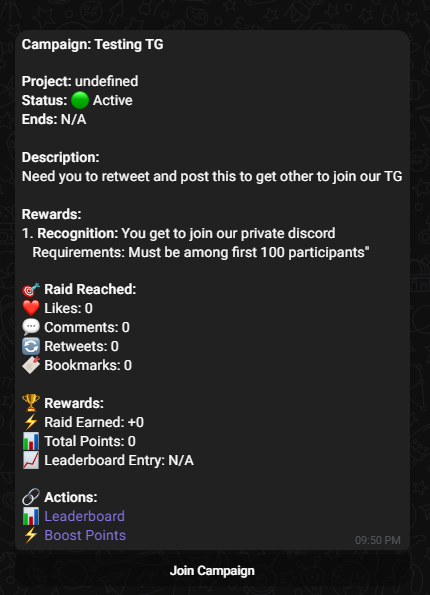 Campaign: Testing TG
Project: undefined
Status: 🟢 Active
Ends: N/A
Description:
Need you to retweet and post this to get other to join our TG
Rewards:
1. Recognition: You get to join our private discord
Requirements: Must be among first 100 participants"
🎯 Raid Reached:
❤️ Likes: 0
💬 Comments: 0
🔄 Retweets: 0
🔖 Bookmarks: 0
🏆 Rewards:
⚡ Raid Earned: +0
📊 Total Points: 0
📈 Leaderboard Entry: N/A
🔗 Actions:
📊 Leaderboard
⚡ Boost Points
09:50 PM
Join Campaign